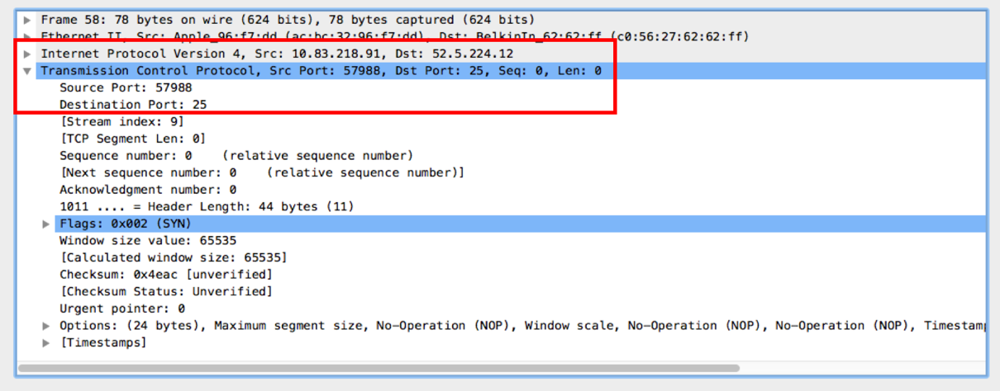 Frame 58: 78 bytes on wire (624 bits), 78 bytes captured (624 bits)
Ethernet II, Src: Apple_96:f7:dd (ac:bc:32:96:f7:dd), Dst: BelkinIn_62:62:ff (c0:56:27:62:62:ff)
Internet Protocol Version 4, Src: 10.83.218.91, Dst: 52.5.224.12
Transmission Control Protocol, Src Port: 57988, Dst Port: 25, Seq: 0, Len: 0
Source Port: 57988
Destination Port: 25
[Stream index: 9]
[TCP Segment Len: 0]
Sequence number: 0    (relative sequence number)
[Next sequence number: 0    (relative sequence number)]
Acknowledgment number: 0
1011 .... = Header Length: 44 bytes (11)
Flags: 0x002 (SYN)
Window size value: 65535
[Calculated window size: 65535]
Checksum: 0x4eac [unverified]
[Checksum Status: Unverified]
Urgent pointer: 0
Options: (24 bytes), Maximum segment size, No-Operation (NOP), Window scale, No-Operation (NOP), No-Operation (NOP), Timestam
[Timestamps]